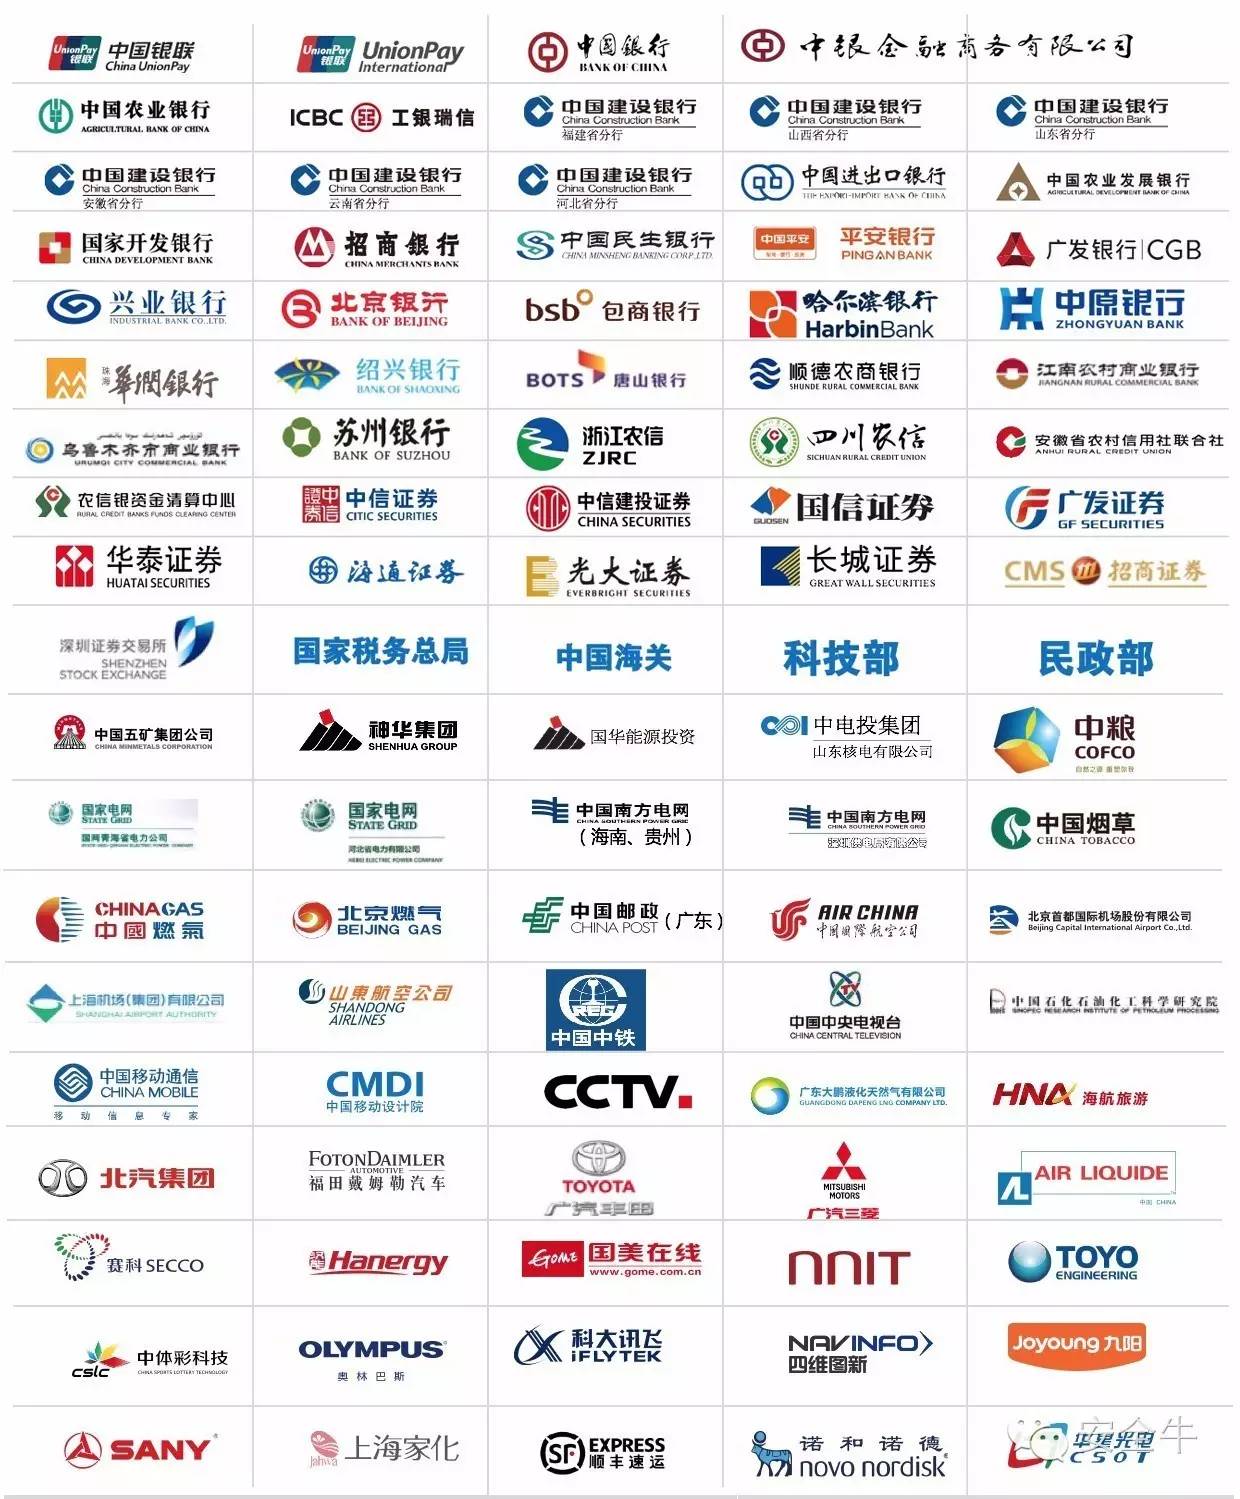 UnionPay 银联 中国银联 China UnionPay
UnionPay 银联 UnionPay International
中国银行 BANK OF CHINA
中银金融商务有限公司
中国农业银行 AGRICULTURAL BANK OF CHINA
ICBC 工银瑞信
中国建设银行 China Construction Bank 福建省分行
中国建设银行 China Construction Bank 山西省分行
中国建设银行 China Construction Bank 山东省分行
中国建设银行 China Construction Bank 安徽省分行
中国建设银行 China Construction Bank 云南省分行
中国建设银行 China Construction Bank 河北省分行
中国进出口银行 THE EXPORT-IMPORT BANK OF CHINA
中国农业发展银行 AGRICULTURAL DEVELOPMENT BANK OF CHINA
国家开发银行 CHINA DEVELOPMENT BANK
招商银行 CHINA MERCHANTS BANK
中国民生银行 CHINA MINSHENG BANKING CORP.,LTD.
中国平安 平安银行 PING AN BANK
广发银行|CGB
兴业银行 INDUSTRIAL BANK CO.,LTD.
北京银行 BANK OF BEIJING
bsb 包商银行
哈尔滨银行 HarbinBank
中原银行 ZHONGYUAN BANK
珠海 華潤銀行
绍兴银行 BANK OF SHAOXING
BOTS 唐山银行
顺德农商银行 SHUNDE RURAL COMMERCIAL BANK
江南农村商业银行 JIANGNAN RURAL COMMERCIAL BANK
乌鲁木齐市商业银行 URUMQI CITY COMMERCIAL BANK
苏州银行 BANK OF SUZHOU
浙江农信 ZJRC
四川农信 SICHUAN RURAL CREDIT UNION
安徽省农村信用社联合社 ANHUI RURAL CREDIT UNION
农信银资金清算中心 RURAL CREDIT BANKS FUNDS CLEARING CENTER
中信證券 中信证券 CITIC SECURITIES
中信建投证券 CHINA SECURITIES
GUOSEN 国信证券
广发证券 GF SECURITIES
华泰证券 HUATAI SECURITIES
海通证券
光大证券 EVERBRIGHT SECURITIES
长城证券 GREAT WALL SECURITIES
CMS 招商证券
深圳证券交易所 SHENZHEN STOCK EXCHANGE
国家税务总局
中国海关
科技部
民政部
中国五矿集团公司 CHINA MINMETALS CORPORATION
神华集团 SHENHUA GROUP
国华能源投资
中电投集团 山东核电有限公司
中粮 COFCO 自然之源 重塑你我
国家电网 STATE GRID 国网青海省电力公司 STATE GRID QINGHAI ELECTRIC POWER COMPANY
国家电网 STATE GRID 河北省电力有限公司 HEBEI ELECTRIC POWER COMPANY
中国南方电网 CHINA SOUTHERN POWER GRID （海南、贵州）
中国南方电网 CHINA SOUTHERN POWER GRID 深圳供电局有限公司
中国烟草 CHINA TOBACCO
CHINAGAS 中國燃氣
北京燃气 BEIJING GAS
中国邮政 CHINA POST （广东）
AIR CHINA 中国国际航空公司
北京首都国际机场股份有限公司 Beijing Capital International Airport Co.,Ltd.
上海机场(集团)有限公司 SHANGHAI AIRPORT AUTHORITY
山東航空公司 SHANDONG AIRLINES
CREC 中国中铁
中国中央电视台 CHINA CENTRAL TELEVISION
中国石化石油化工科学研究院 SINOPEC RESEARCH INSTITUTE OF PETROLEUM PROCESSING
中国移动通信 CHINA MOBILE 移动信息专家
CMDI 中国移动设计院
CCTV.
广东大鹏液化天然气有限公司 GUANGDONG DAPENG LNG COMPANY LTD.
HNA 海航旅游
北汽集团
FOTONDAIMLER AUTOMOTIVE 福田戴姆勒汽车
TOYOTA 广汽丰田
MITSUBISHI MOTORS 广汽三菱
AIR LIQUIDE 中国 CHINA
赛科 SECCO
汉能 Hanergy
GOME 国美在线 www.gome.com.cn
NNIT
TOYO ENGINEERING
cslc 中体彩科技 CHINA SPORTS LOTTERY TECHNOLOGY
OLYMPUS 奥林巴斯
科大讯飞 iFLYTEK
NAVINFO 四维图新
Joyoung 九阳
SANY
Jahwa 上海家化
SF EXPRESS 顺丰速运
诺和诺德 novo nordisk
华星光电 CSOT
安全牛